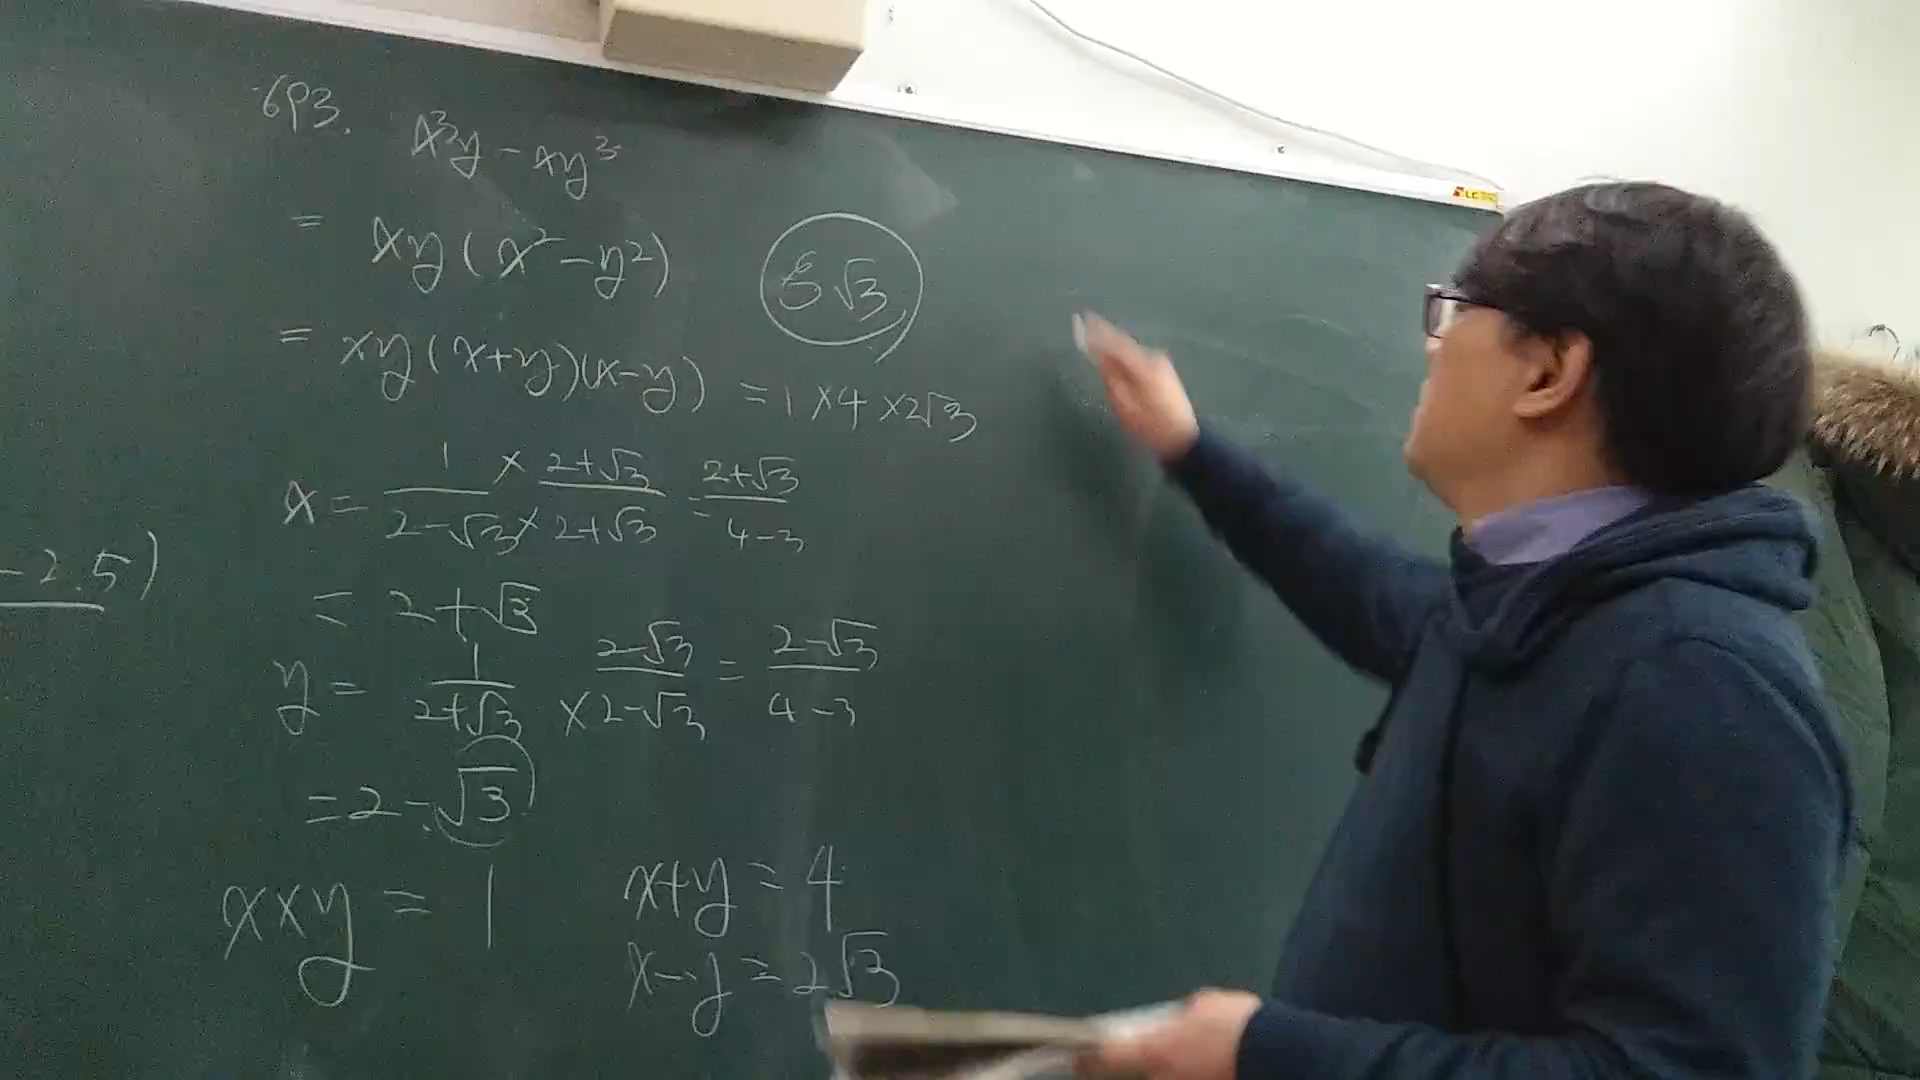 693. x³y - xy³
= xy(x² - y²)
8√3
= xy(x+y)(x-y) = 1×4×2√3
x = 1/2-√3 × 2+√3/2+√3 = 2+√3/4-3
-2.5)
= 2+√3
y = 1/2+√3 × 2-√3/2-√3 = 2-√3/4-3
= 2-√3
x×y = 1
x+y = 4
x-y = 2√3